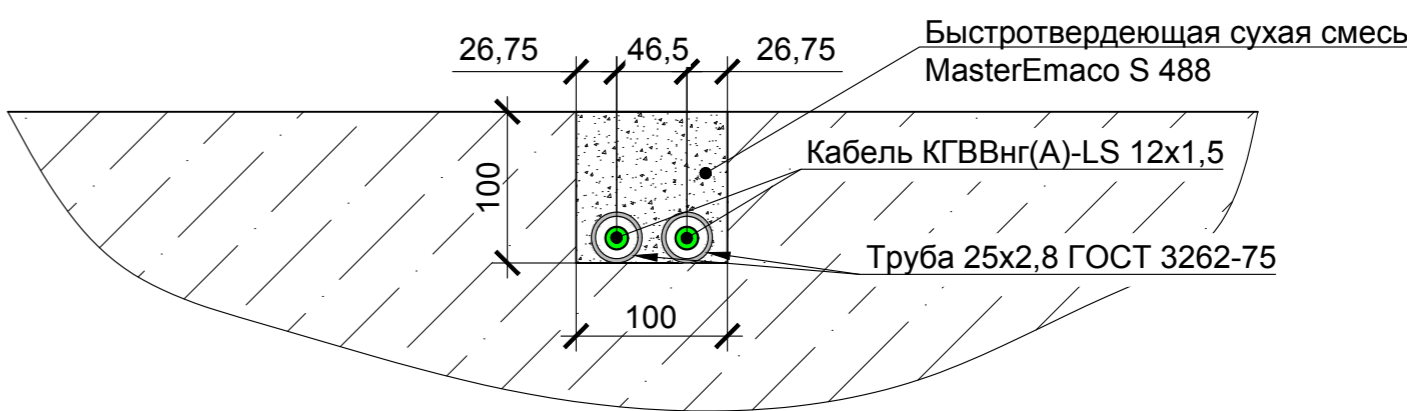 Быстротвердеющая сухая смесь
MasterEmaco S 488
26,75
46,5
26,75
Кабель КГВВнг(А)-LS 12x1,5
100
Труба 25x2,8 ГОСТ 3262-75
100